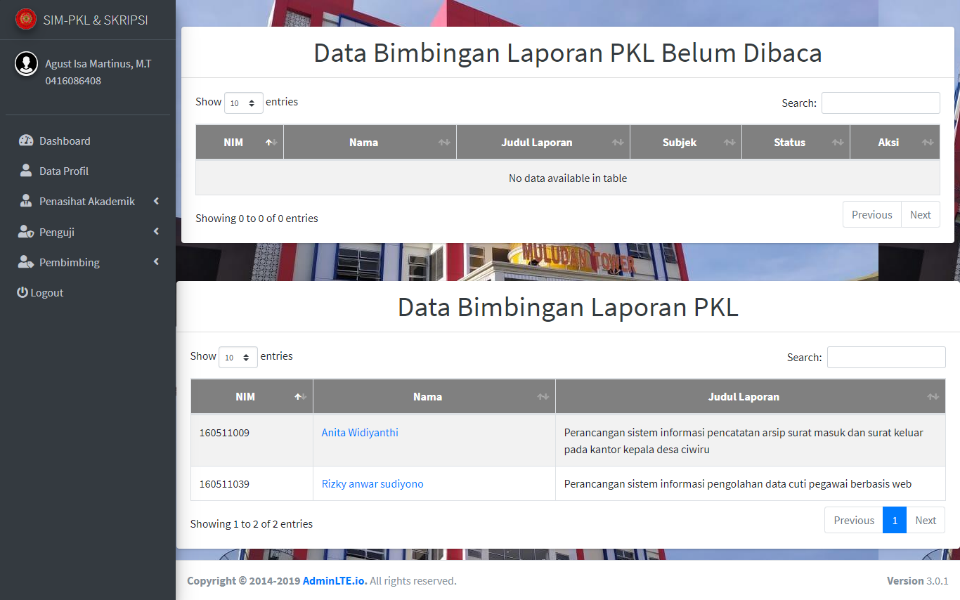 SIM-PKL & SKRIPSI
Agust Isa Martinus, M.T
0416086408
Dashboard
Data Profil
Penasihat Akademik
Penguji
Pembimbing
Logout
Data Bimbingan Laporan PKL Belum Dibaca
Show 10 entries
Search:
NIM Nama Judul Laporan Subjek Status Aksi
No data available in table
Showing 0 to 0 of 0 entries
Previous Next
MULUDAN TOWER
Data Bimbingan Laporan PKL
Show 10 entries
Search:
NIM Nama Judul Laporan
160511009 Anita Widiyanthi Perancangan sistem informasi pencatatan arsip surat masuk dan surat keluar
pada kantor kepala desa ciwiru
160511039 Rizky anwar sudiyono Perancangan sistem informasi pengolahan data cuti pegawai berbasis web
Showing 1 to 2 of 2 entries
Previous 1 Next
Copyright © 2014-2019 AdminLTE.io. All rights reserved.
Version 3.0.1